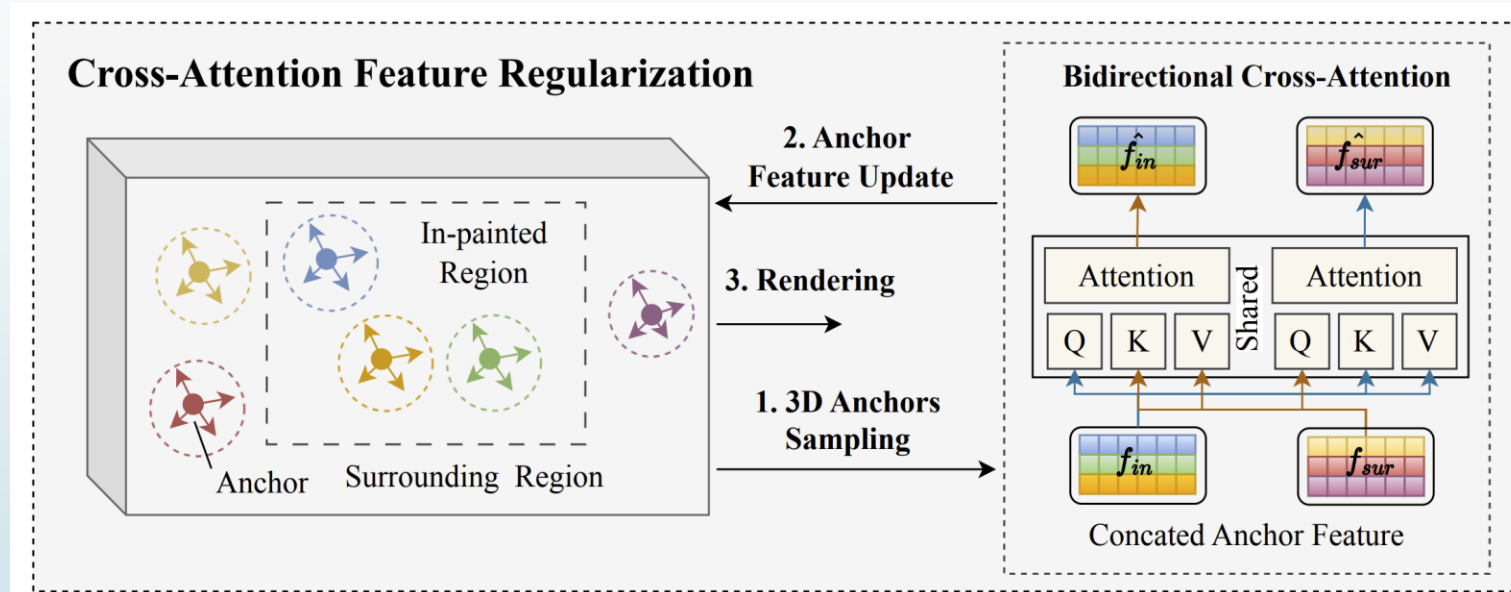 Cross-Attention Feature Regularization
In-painted
Region
Anchor
Surrounding Region
2. Anchor
Feature Update
3. Rendering
1. 3D Anchors
Sampling
Bidirectional Cross-Attention
f̂in
f̂sur
Attention
Shared
Attention
Q
K
V
Q
K
V
fin
fsur
Concated Anchor Feature